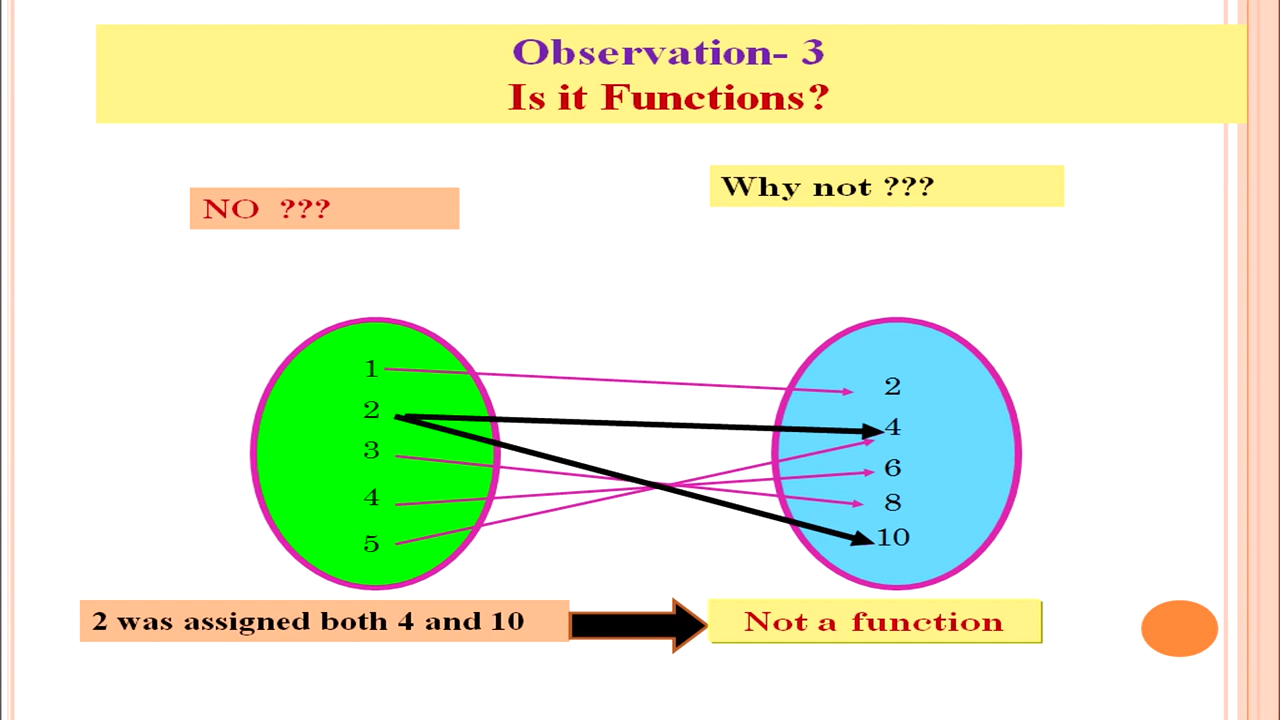 Observation- 3
Is it Functions?
NO ???
Why not ???
1
2
3
4
5
2
4
6
8
10
2 was assigned both 4 and 10
Not a function